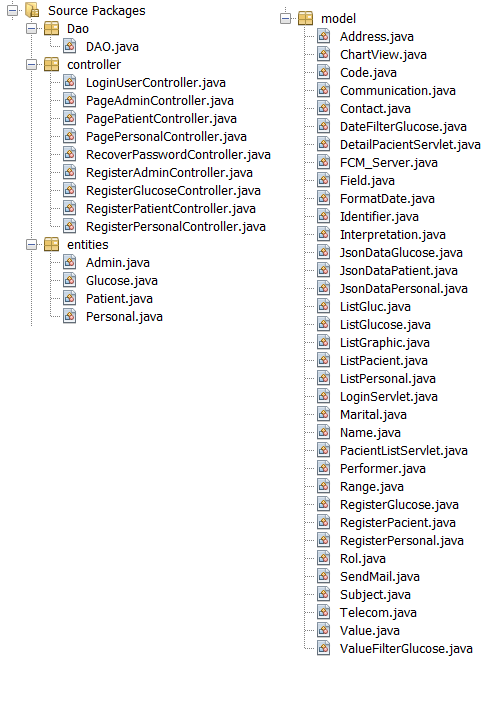 Source Packages
Dao
DAO.java
controller
LoginUserController.java
PageAdminController.java
PagePatientController.java
PagePersonalController.java
RecoverPasswordController.java
RegisterAdminController.java
RegisterGlucoseController.java
RegisterPatientController.java
RegisterPersonalController.java
entities
Admin.java
Glucose.java
Patient.java
Personal.java
model
Address.java
ChartView.java
Code.java
Communication.java
Contact.java
DateFilterGlucose.java
DetailPacientServlet.java
FCM_Server.java
Field.java
FormatDate.java
Identifier.java
Interpretation.java
JsonDataGlucose.java
JsonDataPatient.java
JsonDataPersonal.java
ListGluc.java
ListGlucose.java
ListGraphic.java
ListPacient.java
ListPersonal.java
LoginServlet.java
Marital.java
Name.java
PacientListServlet.java
Performer.java
Range.java
RegisterGlucose.java
RegisterPacient.java
RegisterPersonal.java
Rol.java
SendMail.java
Subject.java
Telecom.java
Value.java
ValueFilterGlucose.java